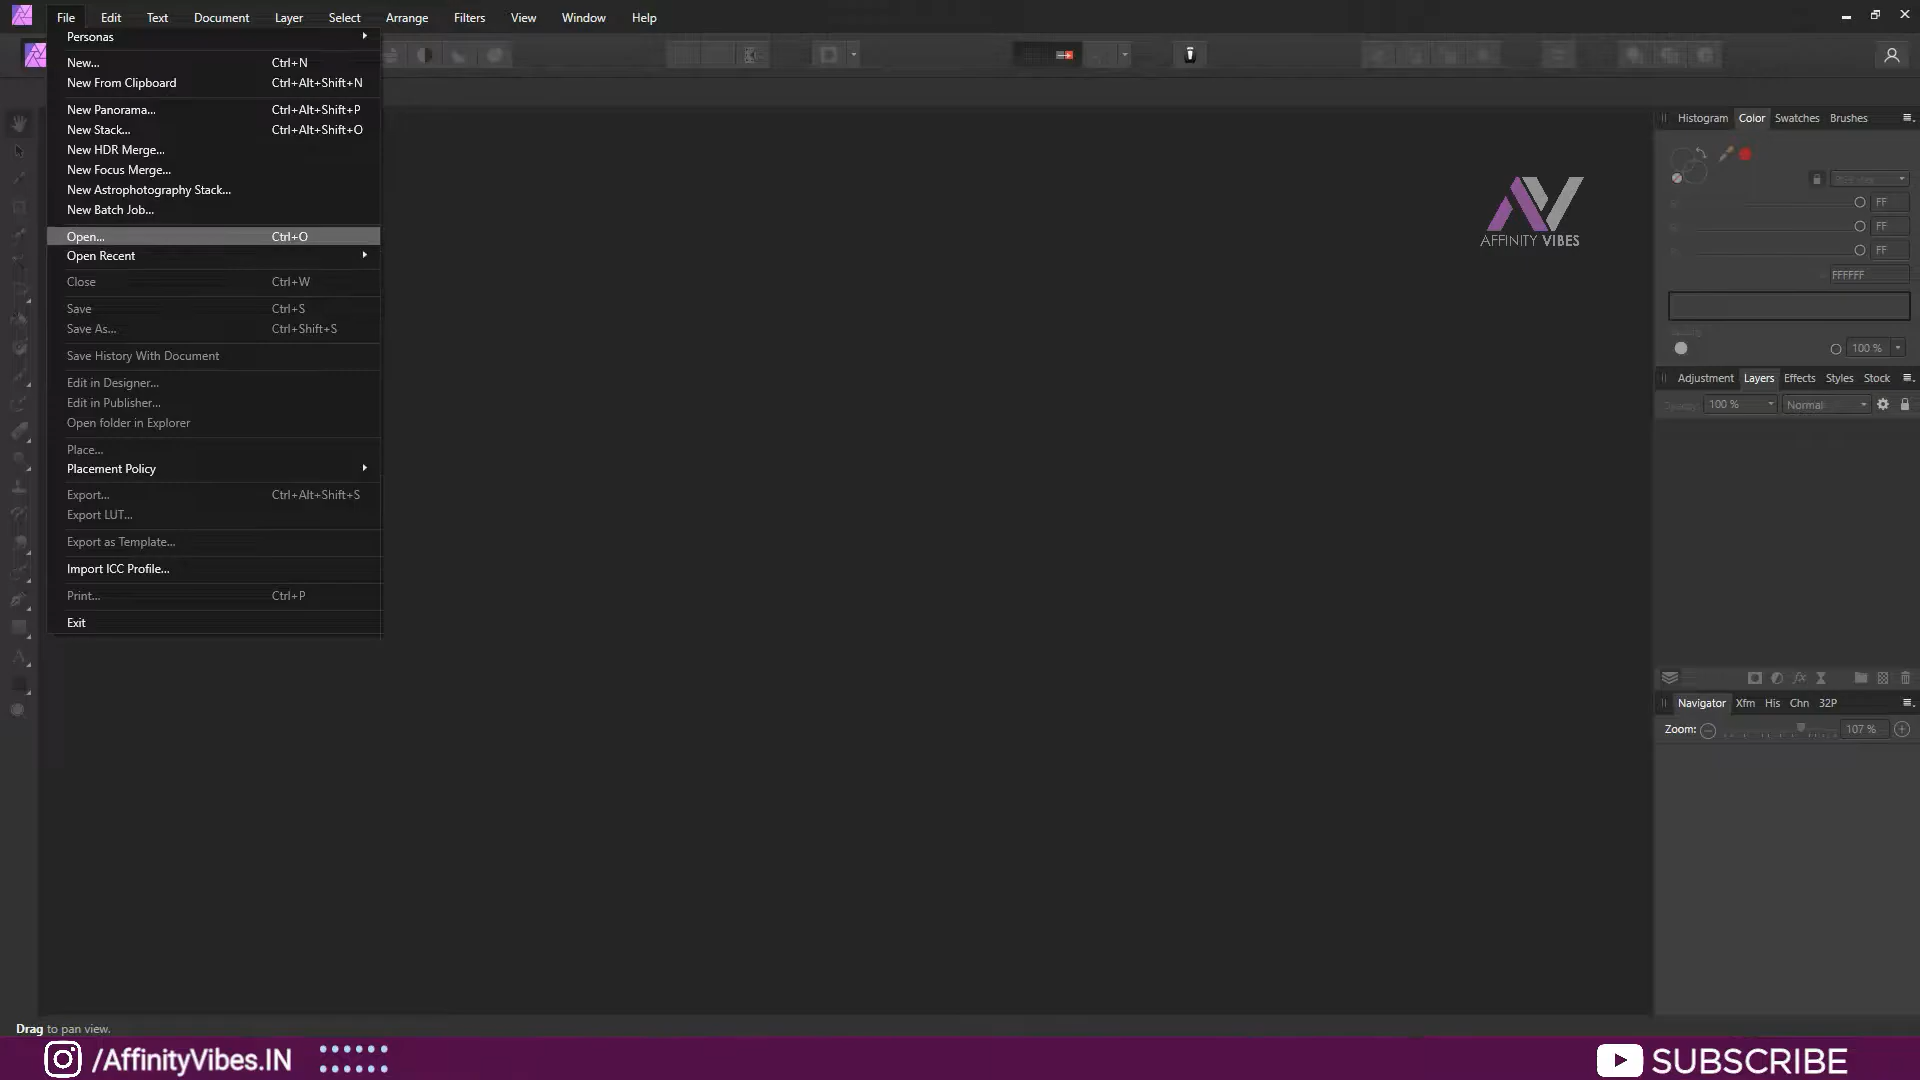 File Edit Text Document Layer Select Arrange Filters View Window Help
Personas
New... Ctrl+N
New From Clipboard Ctrl+Alt+Shift+N
New Panorama... Ctrl+Alt+Shift+P
New Stack... Ctrl+Alt+Shift+O
New HDR Merge...
New Focus Merge...
New Astrophotography Stack...
New Batch Job...
Open... Ctrl+O
Open Recent
Close Ctrl+W
Save Ctrl+S
Save As... Ctrl+Shift+S
Save History With Document
Edit in Designer...
Edit in Publisher...
Open folder in Explorer
Place...
Placement Policy
Export... Ctrl+Alt+Shift+S
Export LUT...
Export as Template...
Import ICC Profile...
Print... Ctrl+P
Exit
AFFINITY VIBES
Histogram Color Swatches Brushes
FF
FF
FF
FFFFFF
100 %
Adjustment Layers Effects Styles Stock
100 % Normal
fx
Navigator Xfm His Chn 32P
Zoom: 107 %
Drag to pan view.
/AffinityVibes.IN
SUBSCRIBE